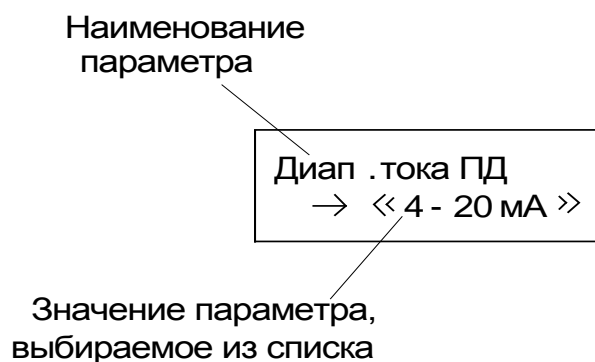 Наименование
параметра
Диап .тока ПД
→ « 4 - 20 мА »
Значение параметра,
выбираемое из списка